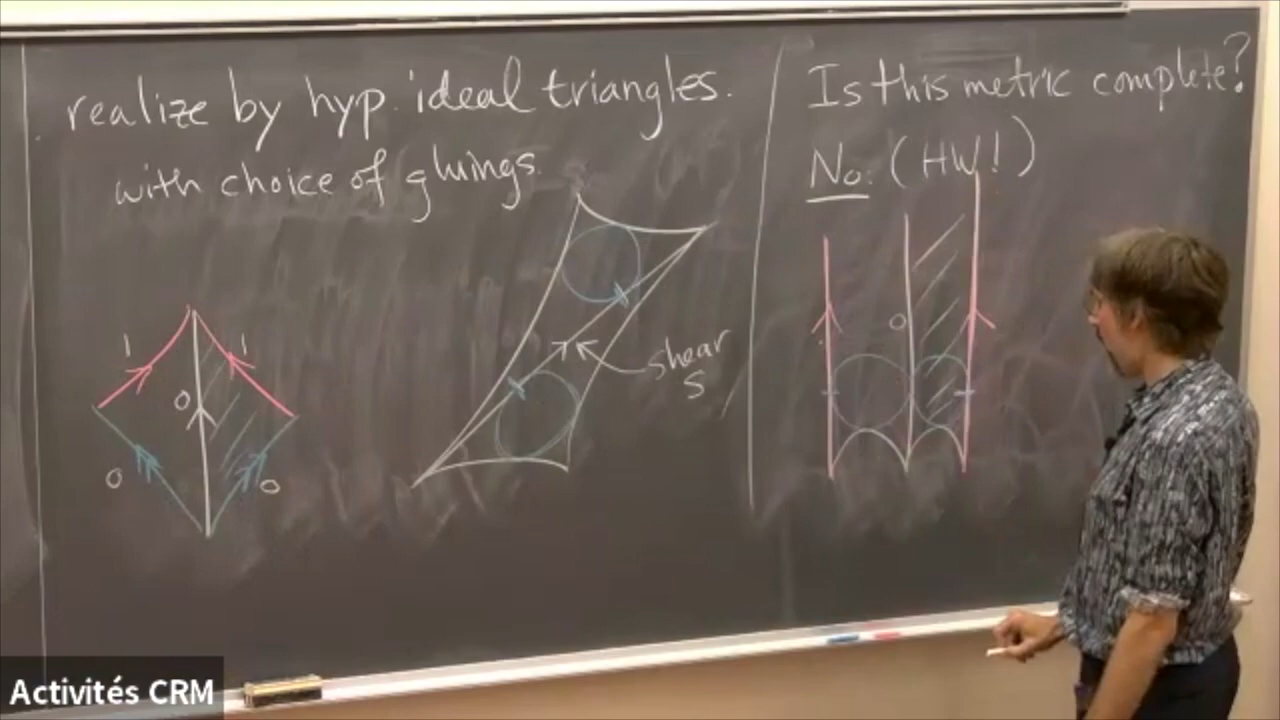 realize by hyp. ideal triangles.
with choice of gluings.
1
1
0
0
0
shear
s
Is this metric complete?
No: (HW!)
0
Activités CRM